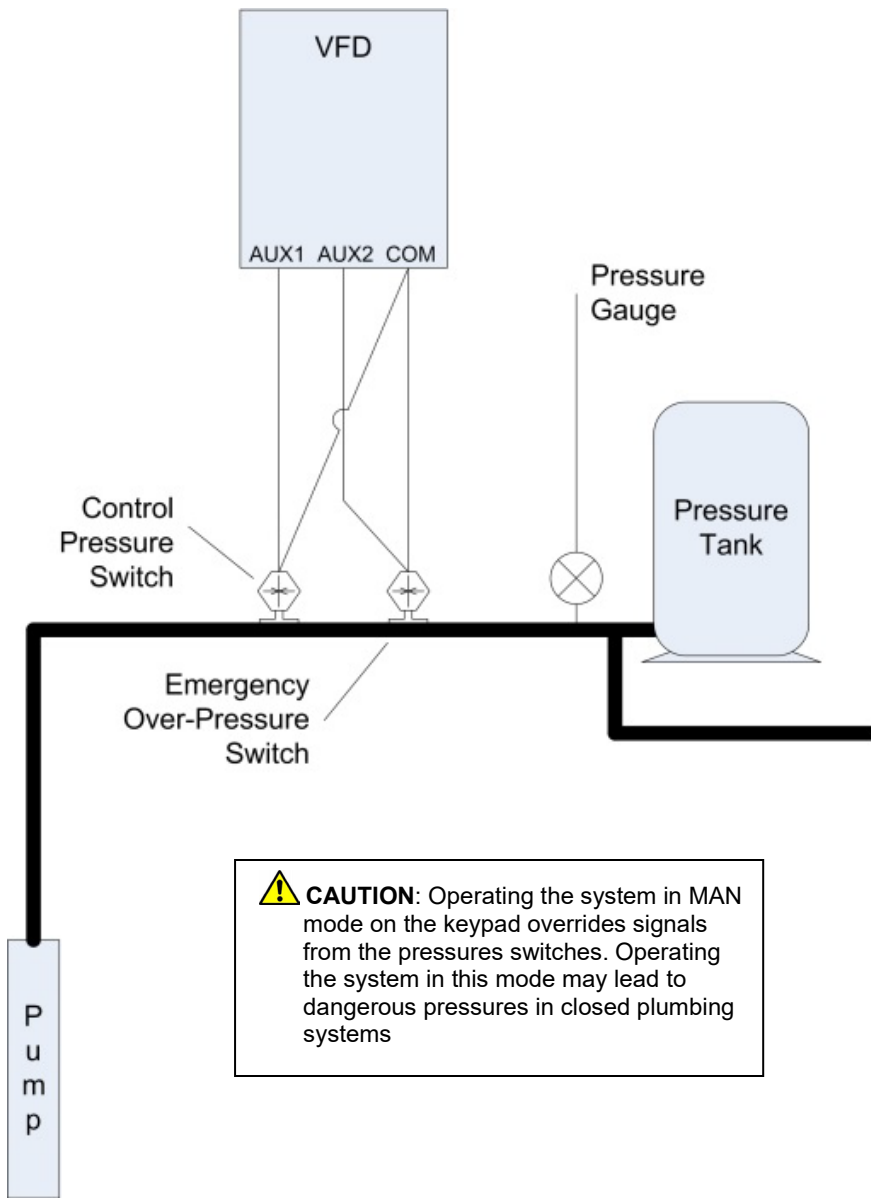 VFD
AUX1 AUX2 COM
Pressure
Gauge
Pressure
Tank
Control
Pressure
Switch
Emergency
Over-Pressure
Switch
CAUTION: Operating the system in MAN
mode on the keypad overrides signals
from the pressures switches. Operating
the system in this mode may lead to
dangerous pressures in closed plumbing
systems
Pump